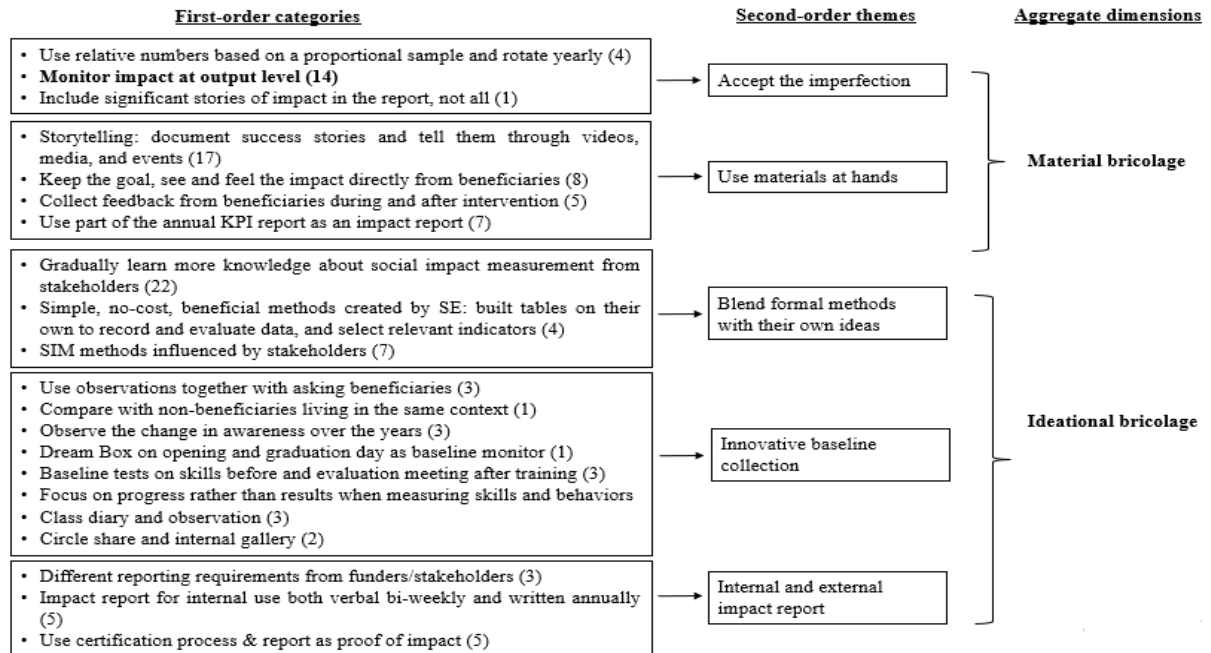 First-order categories
Second-order themes
Aggregate dimensions
• Use relative numbers based on a proportional sample and rotate yearly (4)
• Monitor impact at output level (14)
• Include significant stories of impact in the report, not all (1)
Accept the imperfection
• Storytelling: document success stories and tell them through videos,
media, and events (17)
• Keep the goal, see and feel the impact directly from beneficiaries (8)
• Collect feedback from beneficiaries during and after intervention (5)
• Use part of the annual KPI report as an impact report (7)
Use materials at hands
Material bricolage
• Gradually learn more knowledge about social impact measurement from
stakeholders (22)
• Simple, no-cost, beneficial methods created by SE: built tables on their
own to record and evaluate data, and select relevant indicators (4)
• SIM methods influenced by stakeholders (7)
Blend formal methods
with their own ideas
• Use observations together with asking beneficiaries (3)
• Compare with non-beneficiaries living in the same context (1)
• Observe the change in awareness over the years (3)
• Dream Box on opening and graduation day as baseline monitor (1)
• Baseline tests on skills before and evaluation meeting after training (3)
• Focus on progress rather than results when measuring skills and behaviors
• Class diary and observation (3)
• Circle share and internal gallery (2)
Innovative baseline
collection
Ideational bricolage
• Different reporting requirements from funders/stakeholders (3)
• Impact report for internal use both verbal bi-weekly and written annually
(5)
• Use certification process & report as proof of impact (5)
Internal and external
impact report